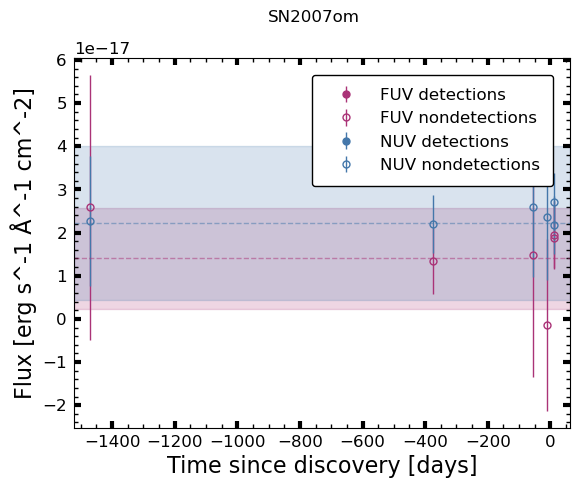 SN2007om
1e−17
6
5
4
3
2
1
0
−1
−2
Flux [erg s^-1 Å^-1 cm^-2]
FUV detections
FUV nondetections
NUV detections
NUV nondetections
−1400 −1200 −1000 −800 −600 −400 −200 0
Time since discovery [days]